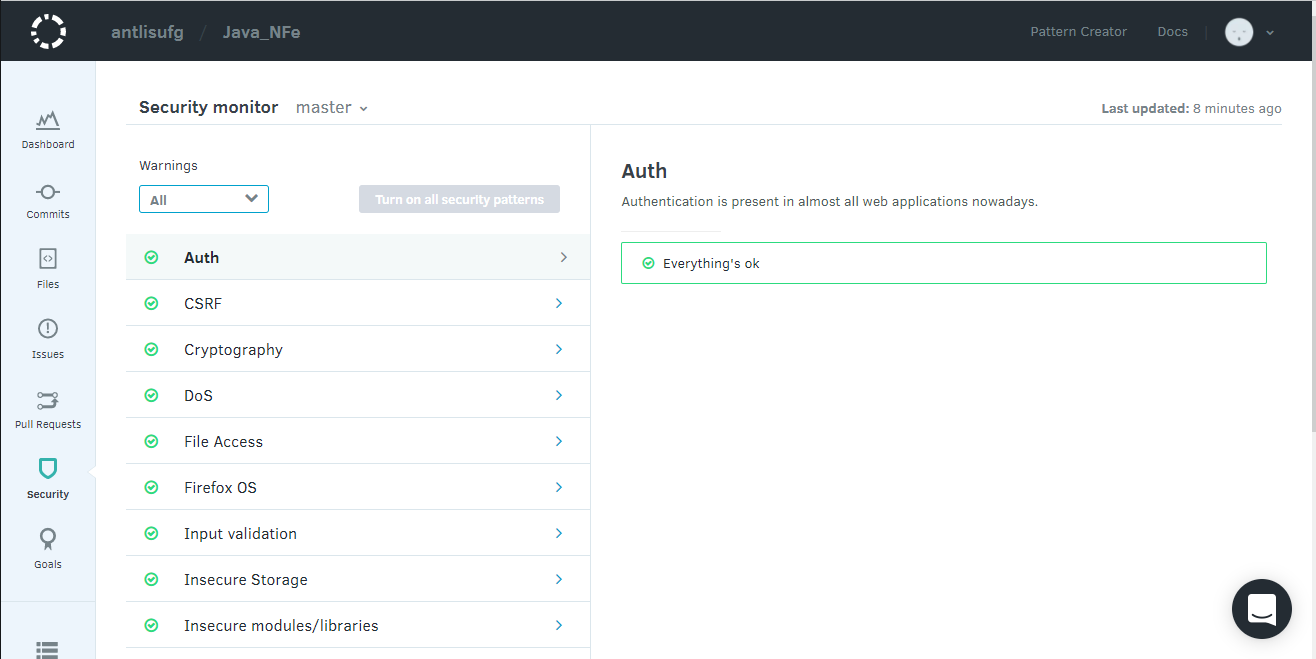 antlisufg / Java_NFe
Pattern Creator
Docs
Dashboard
Commits
Files
Issues
Pull Requests
Security
Goals
Security monitor master
Last updated: 8 minutes ago
Warnings
All
Turn on all security patterns
Auth
CSRF
Cryptography
DoS
File Access
Firefox OS
Input validation
Insecure Storage
Insecure modules/libraries
Auth
Authentication is present in almost all web applications nowadays.
Everything's ok